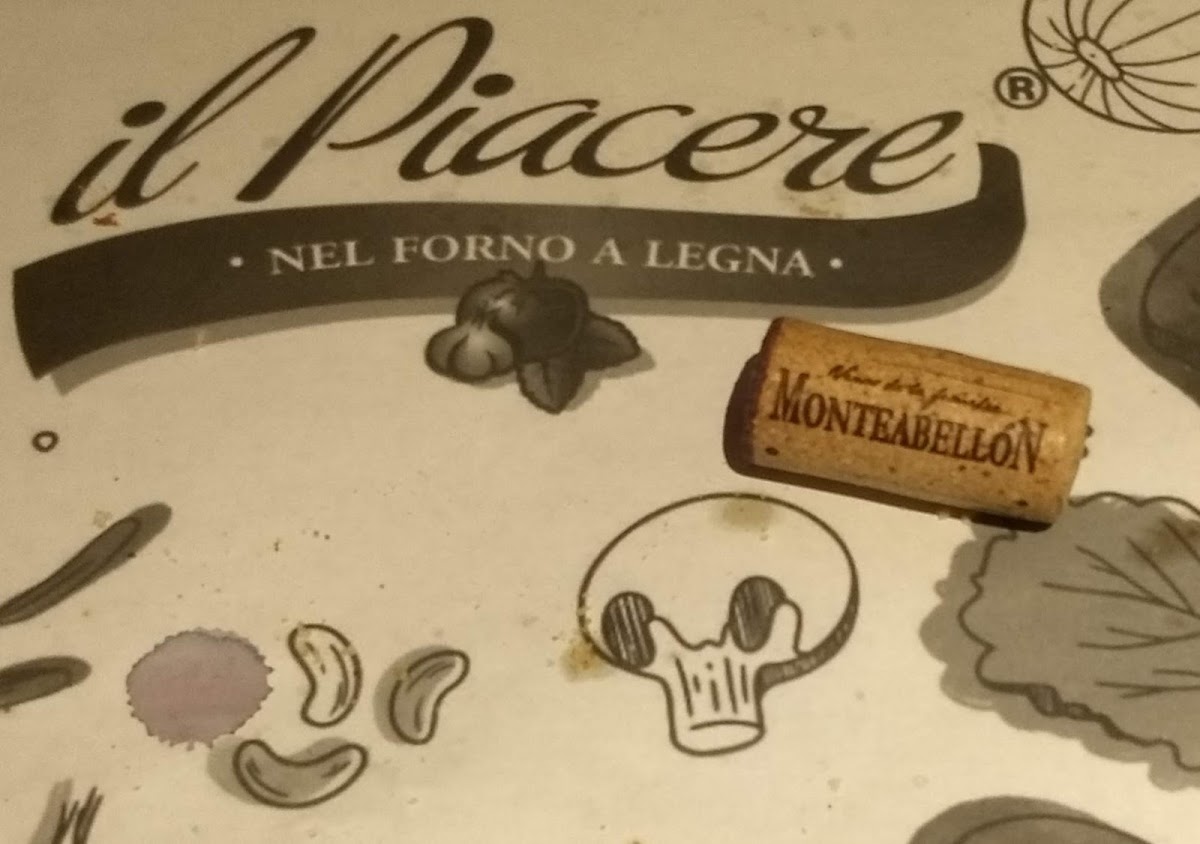 il Piacere ®
· NEL FORNO A LEGNA ·
MONTEABELLÓN